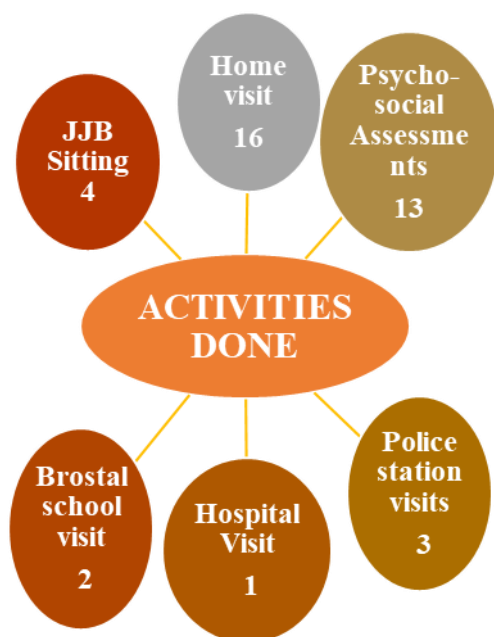 Home
visit
16
Psycho-
social
Assessme
nts
13
JJB
Sitting
4
ACTIVITIES
DONE
Brostal
school
visit
2
Hospital
Visit
1
Police
station
visits
3